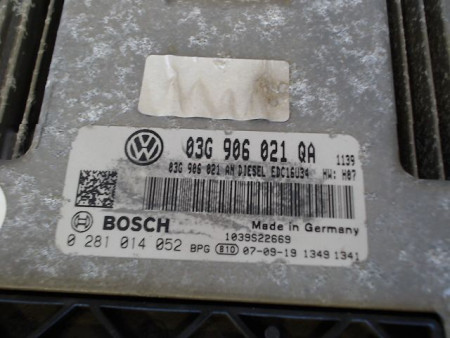 03G 906 021 QA 1139
03G 906 021 AN DIESEL EDC16U34 HW: H07
BOSCH Made in Germany
1039S22669
0 281 014 052 BPG 810 07-09-19 1349 1341